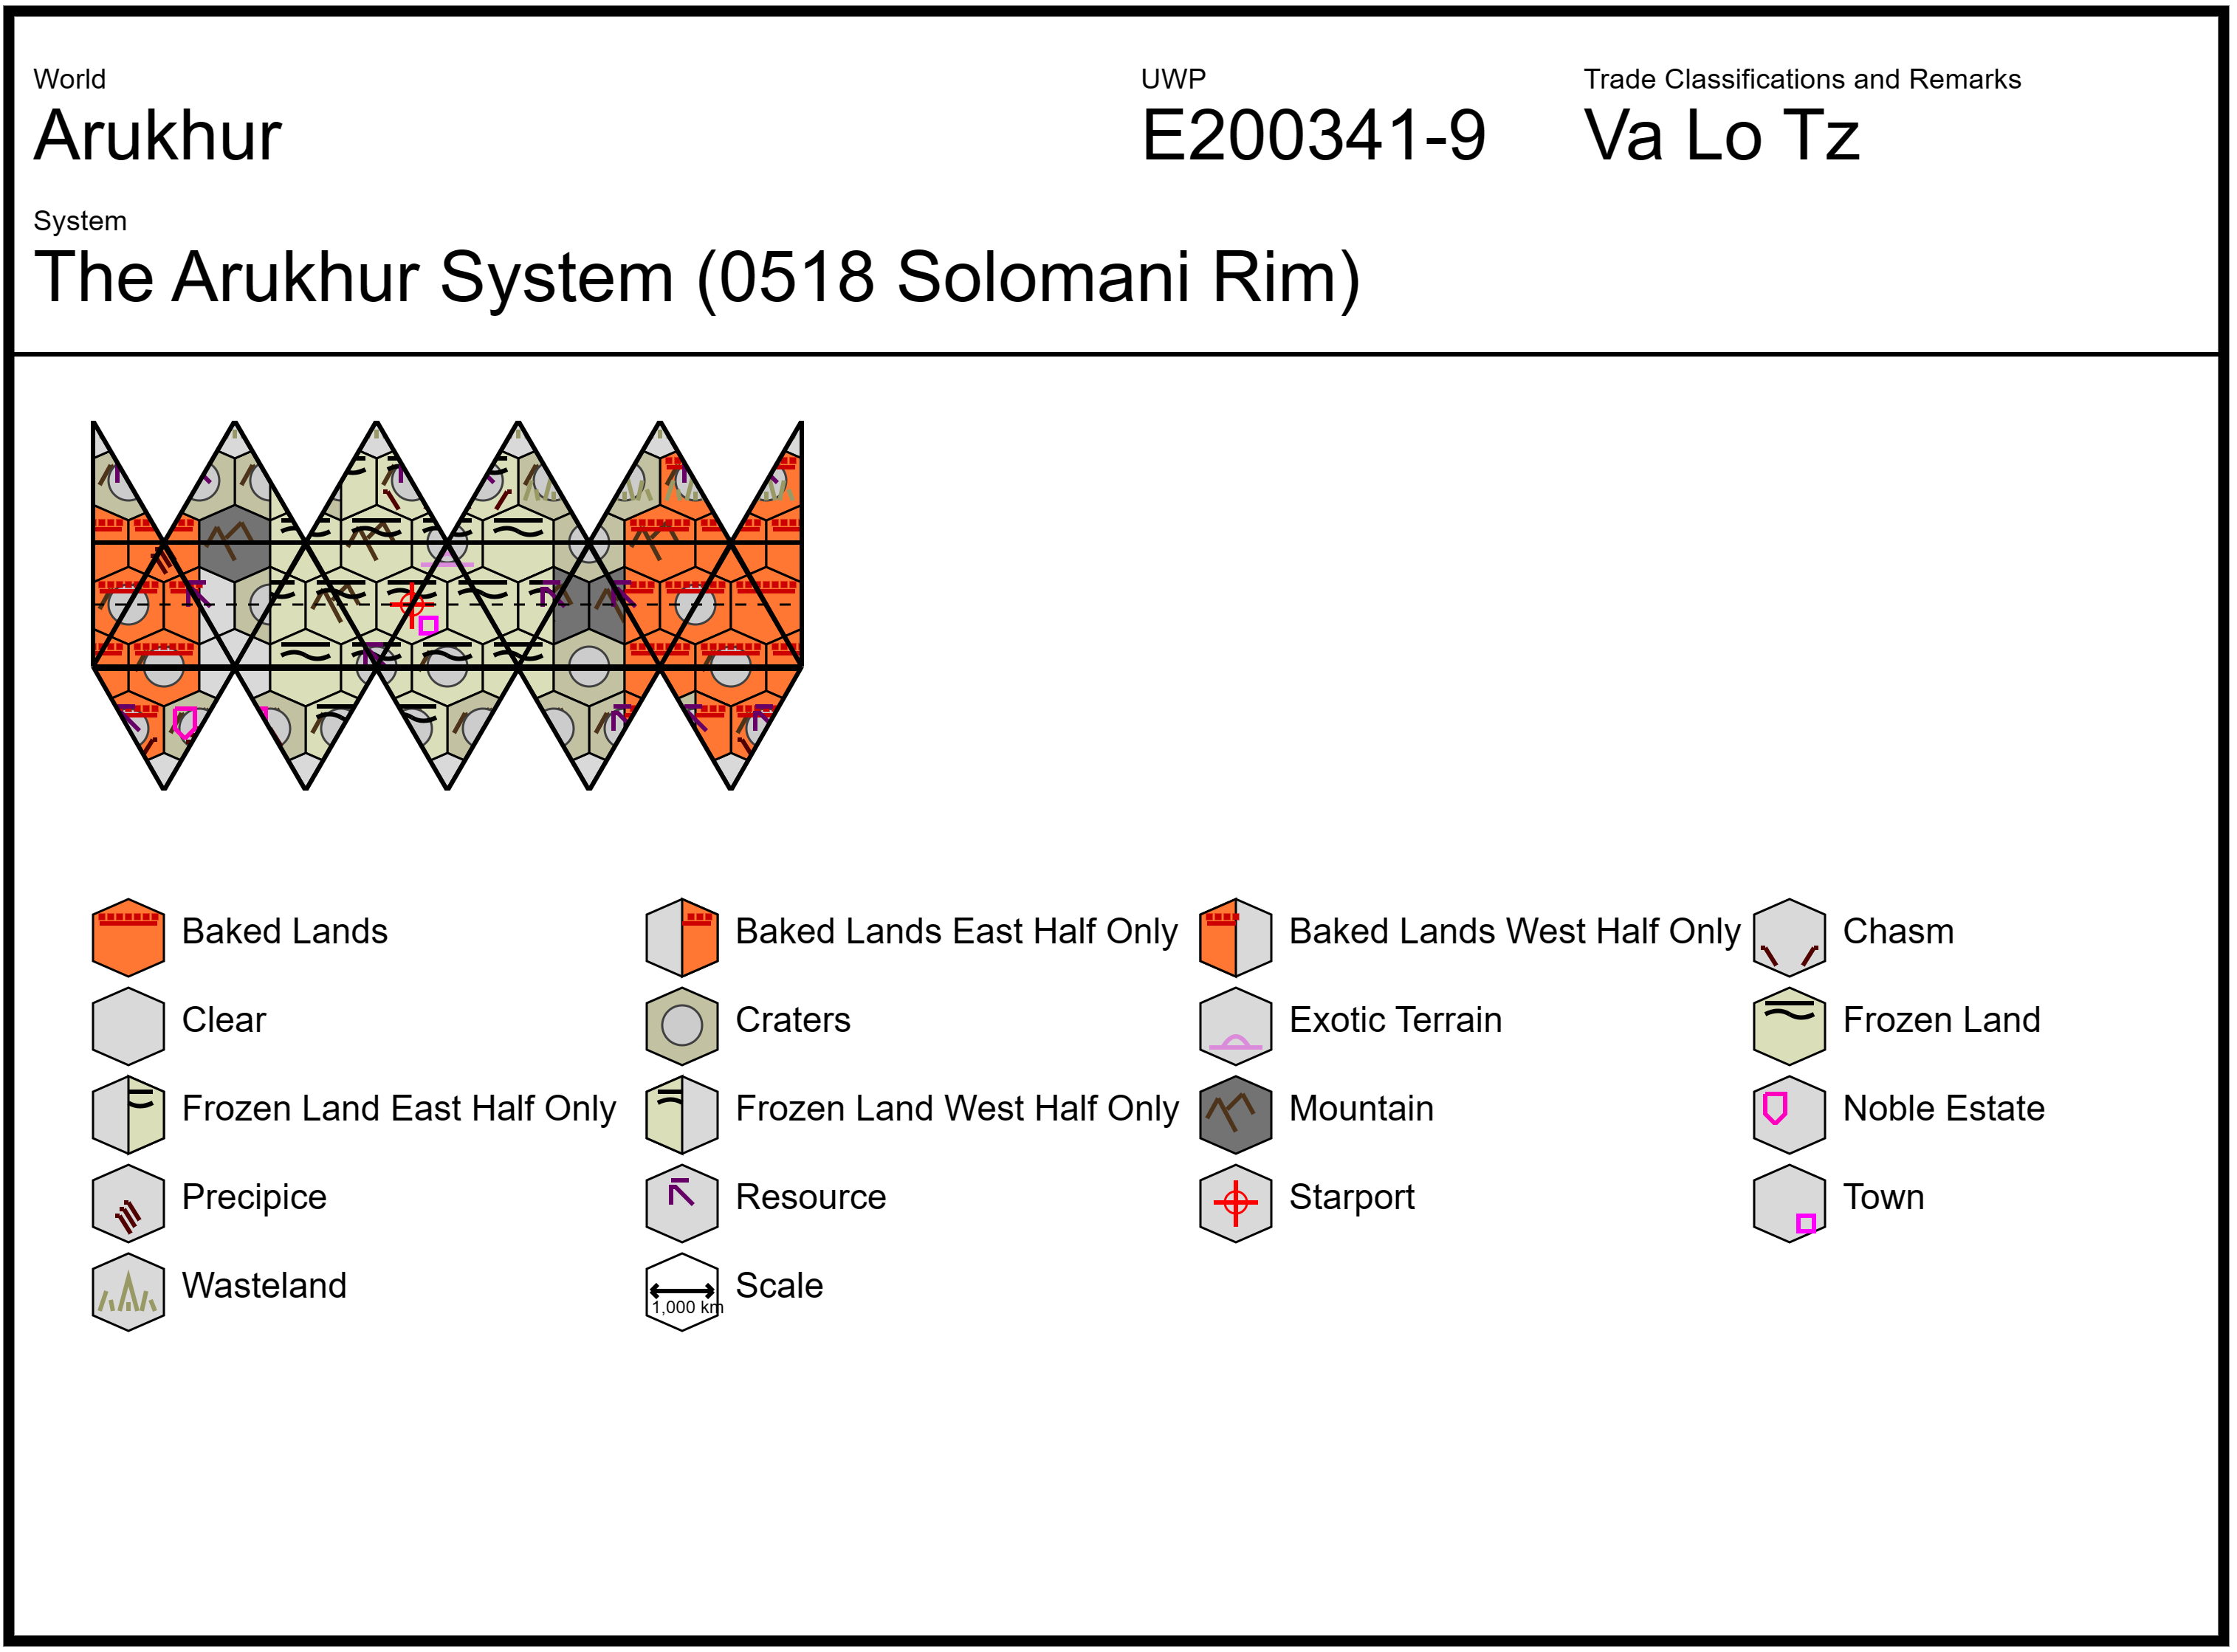 World
UWP
Trade Classifications and Remarks
Arukhur
E200341-9
Va Lo Tz
System
The Arukhur System (0518 Solomani Rim)
Baked Lands
Baked Lands East Half Only
Baked Lands West Half Only
Chasm
Clear
Craters
Exotic Terrain
Frozen Land
Frozen Land East Half Only
Frozen Land West Half Only
Mountain
Noble Estate
Precipice
Resource
Starport
Town
Wasteland
1,000 km
Scale